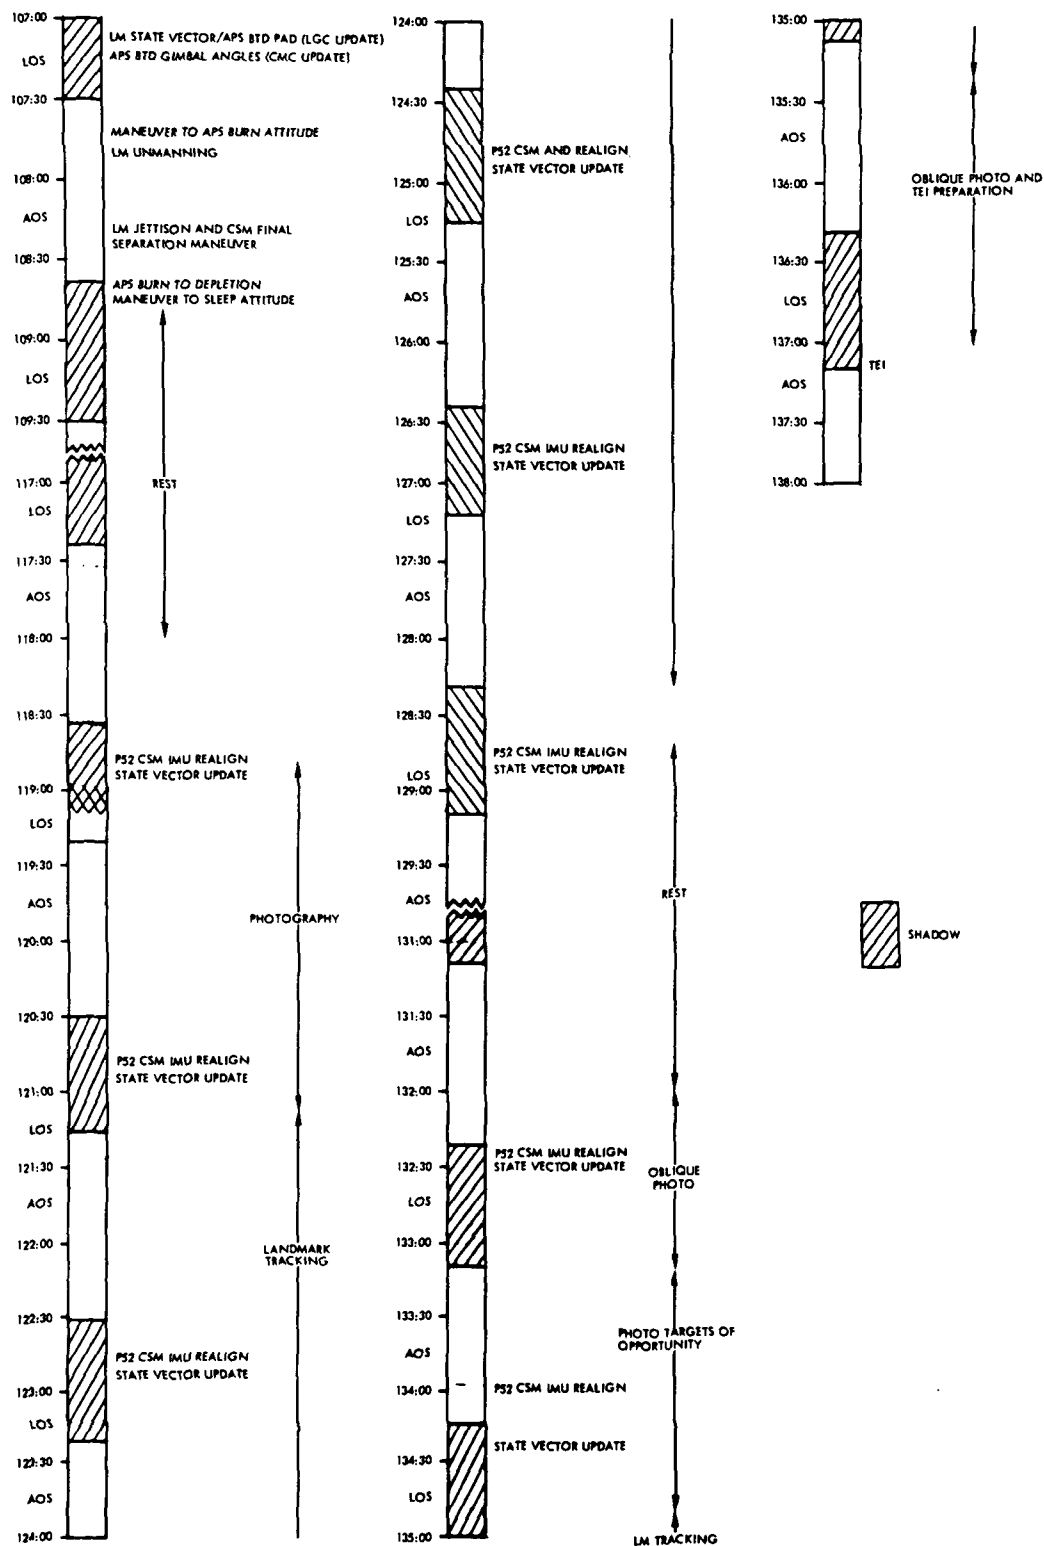 107:00
LM STATE VECTOR/APS BTD PAD (LGC UPDATE)
APS BTD GIMBAL ANGLES (CMC UPDATE)
LOS
107:30
MANEUVER TO APS BURN ATTITUDE
LM UNMANNING
108:00
AOS
LM JETTISON AND CSM FINAL
SEPARATION MANEUVER
108:30
APS BURN TO DEPLETION
MANEUVER TO SLEEP ATTITUDE
109:00
LOS
109:30
REST
117:00
LOS
117:30
AOS
118:00
118:30
P52 CSM IMU REALIGN
STATE VECTOR UPDATE
119:00
LOS
119:30
AOS
PHOTOGRAPHY
120:00
120:30
P52 CSM IMU REALIGN
STATE VECTOR UPDATE
121:00
LOS
121:30
AOS
122:00
LANDMARK
TRACKING
122:30
P52 CSM IMU REALIGN
STATE VECTOR UPDATE
123:00
LOS
123:30
AOS
124:00
124:00
124:30
P52 CSM AND REALIGN
STATE VECTOR UPDATE
125:00
LOS
125:30
AOS
126:00
126:30
P52 CSM IMU REALIGN
STATE VECTOR UPDATE
127:00
LOS
127:30
AOS
128:00
128:30
P52 CSM IMU REALIGN
STATE VECTOR UPDATE
LOS
129:00
129:30
AOS
REST
131:00
131:30
AOS
132:00
P52 CSM IMU REALIGN
STATE VECTOR UPDATE
132:30
OBLIQUE
PHOTO
LOS
133:00
133:30
PHOTO TARGETS OF
OPPORTUNITY
AOS
134:00
P52 CSM IMU REALIGN
STATE VECTOR UPDATE
134:30
LOS
135:00
LM TRACKING
135:00
135:30
AOS
136:00
OBLIQUE PHOTO AND
TEI PREPARATION
136:30
LOS
137:00
TEI
AOS
137:30
138:00
SHADOW